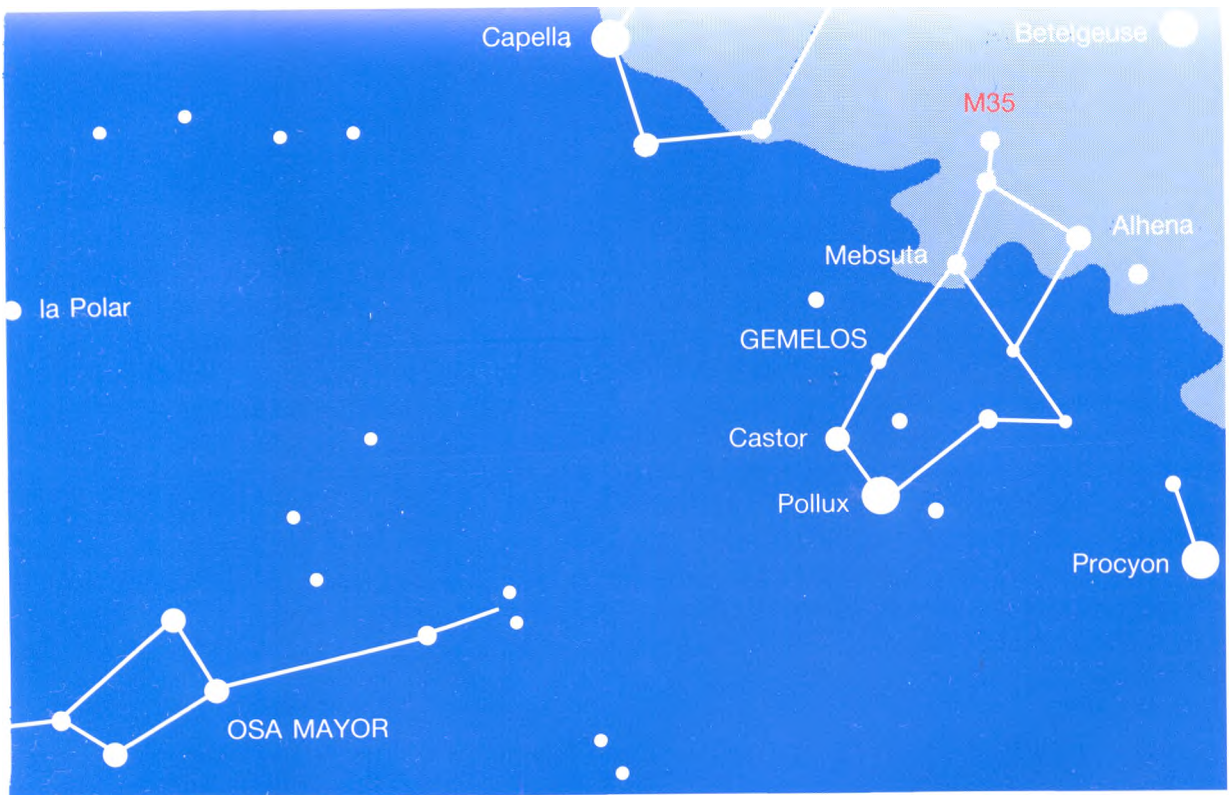 Capella
Betelgeuse
M35
Alhena
Mebsuta
la Polar
GEMELOS
Castor
Pollux
Procyon
OSA MAYOR